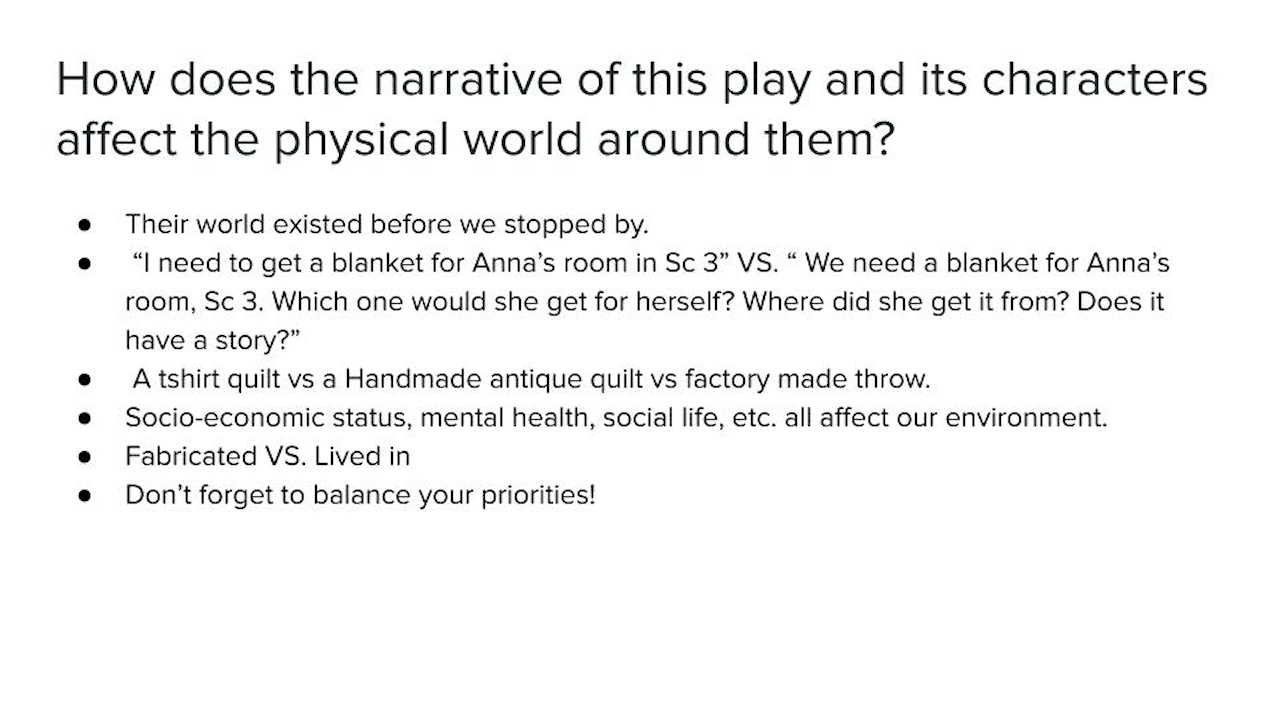 How does the narrative of this play and its characters
affect the physical world around them?
● Their world existed before we stopped by.
● “I need to get a blanket for Anna’s room in Sc 3” VS. “ We need a blanket for Anna’s
room, Sc 3. Which one would she get for herself? Where did she get it from? Does it
have a story?”
● A tshirt quilt vs a Handmade antique quilt vs factory made throw.
● Socio-economic status, mental health, social life, etc. all affect our environment.
● Fabricated VS. Lived in
● Don’t forget to balance your priorities!